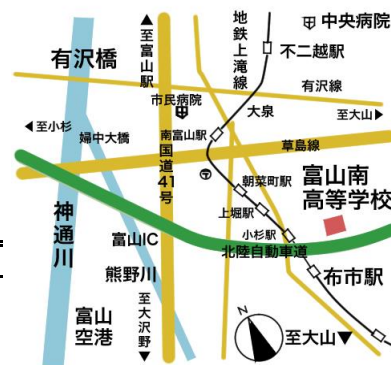 ▲至富山駅
地鉄上滝線
中央病院
不二越駅
有沢橋
有沢線
市民病院
大泉
至大山▶
◀至小杉
婦中大橋
南富山駅
草島線
国道41号
朝菜町駅
富山南
高等学校
上堀駅
神通川
富山IC
小杉駅
北陸自動車道
熊野川
布市駅
富山
空港
至大沢野▼
N
至大山▼